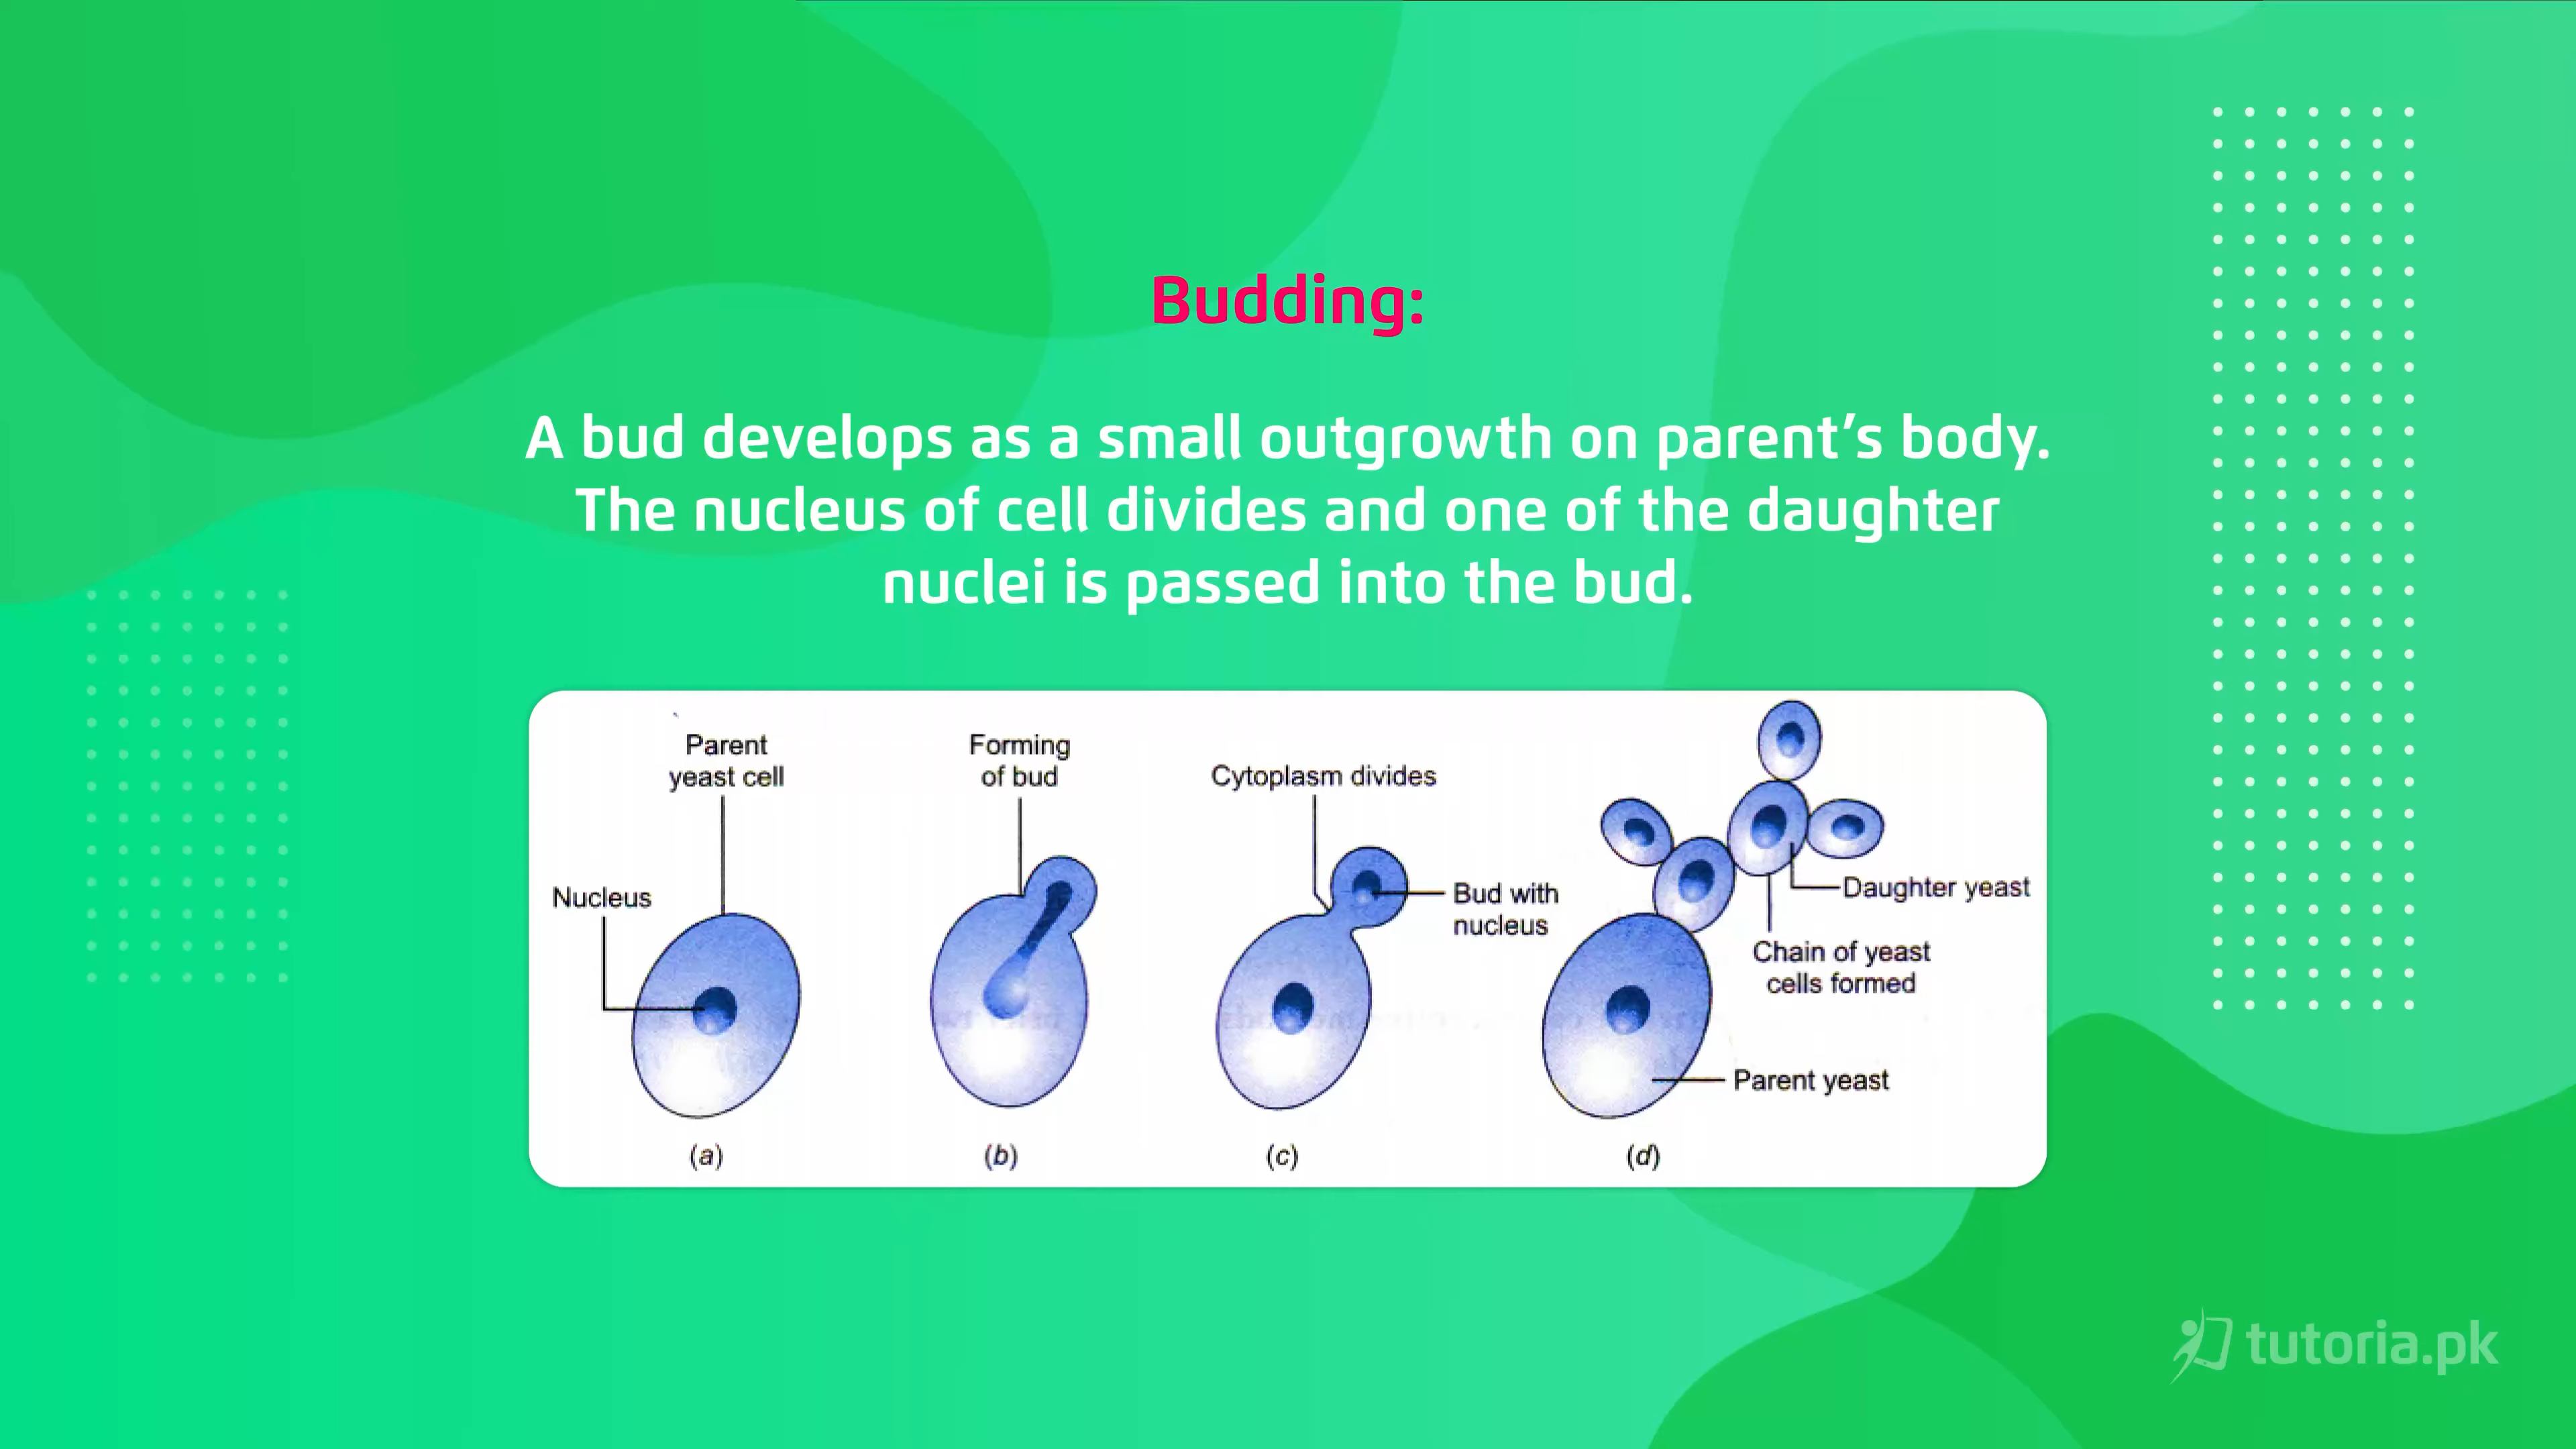 Budding:
A bud develops as a small outgrowth on parent’s body.
The nucleus of cell divides and one of the daughter
nuclei is passed into the bud.
Parent
yeast cell
Nucleus
(a)
Forming
of bud
(b)
Cytoplasm divides
Bud with
nucleus
(c)
Daughter yeast
Chain of yeast
cells formed
Parent yeast
(d)
tutoria.pk